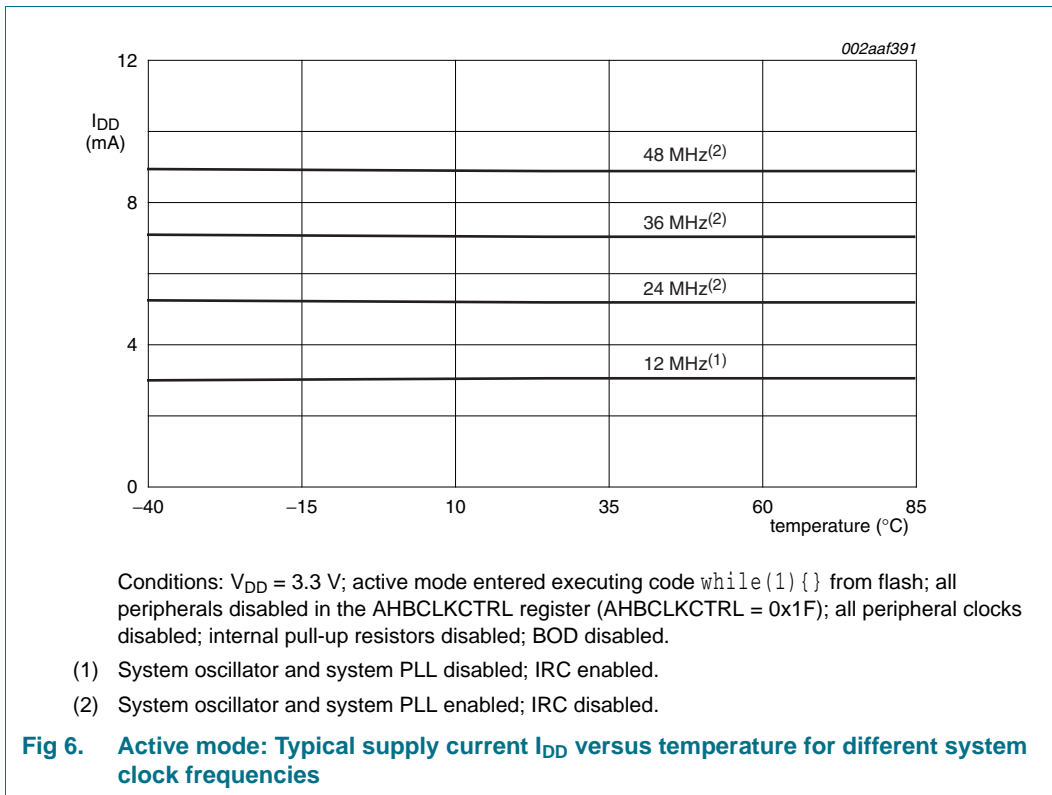 002aaf391
12
I_DD
(mA)
48 MHz(2)
8
36 MHz(2)
24 MHz(2)
4
12 MHz(1)
0
−40 −15 10 35 60 85
temperature (°C)
Conditions: V_DD = 3.3 V; active mode entered executing code while(1){} from flash; all
peripherals disabled in the AHBCLKCTRL register (AHBCLKCTRL = 0x1F); all peripheral clocks
disabled; internal pull-up resistors disabled; BOD disabled.
(1) System oscillator and system PLL disabled; IRC enabled.
(2) System oscillator and system PLL enabled; IRC disabled.
Fig 6. Active mode: Typical supply current I_DD versus temperature for different system
clock frequencies